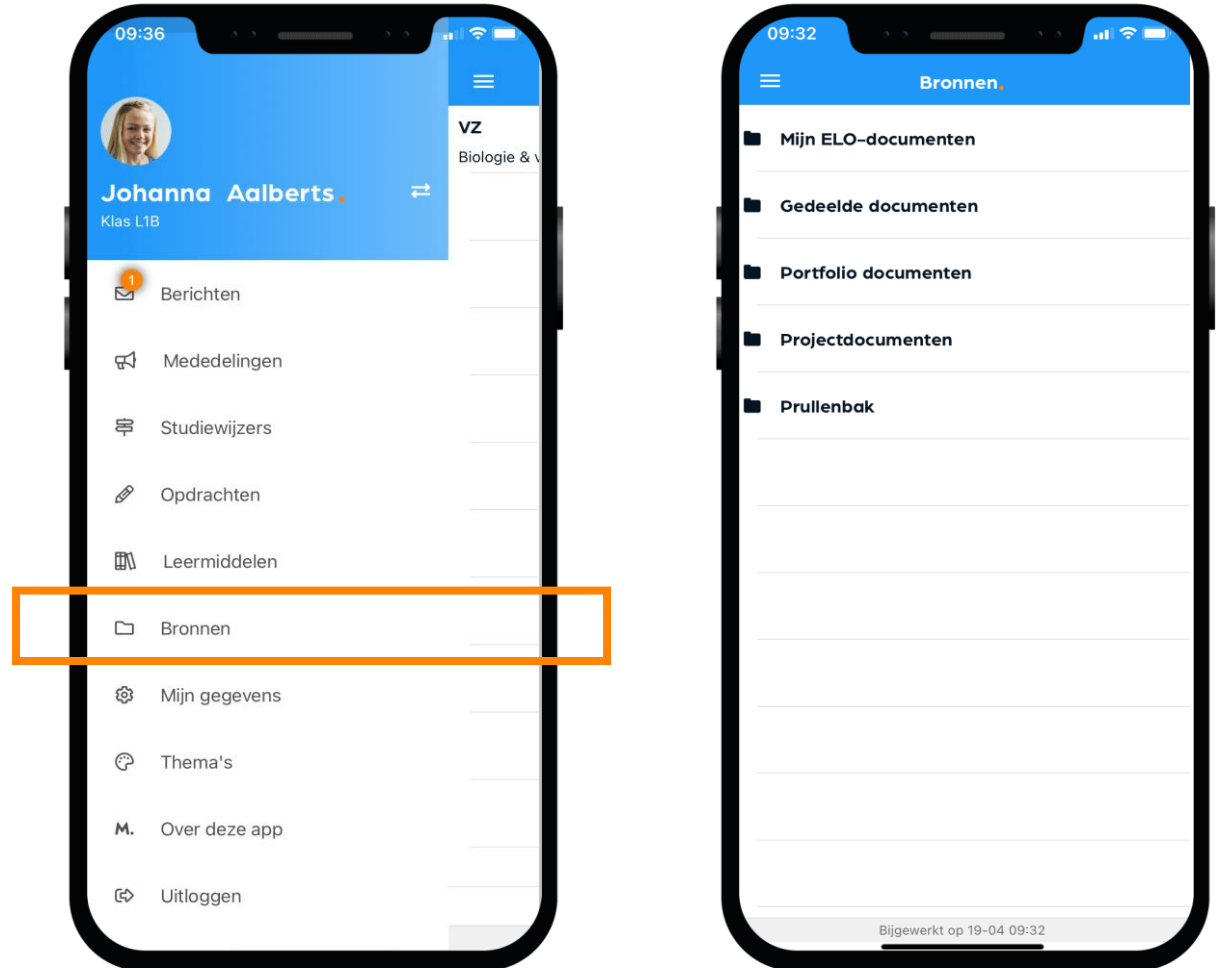 09:36
VZ
Biologie & v
Johanna Aalberts.
Klas L1B
1
Berichten
Mededelingen
Studiewijzers
Opdrachten
Leermiddelen
Bronnen
Mijn gegevens
Thema's
M. Over deze app
Uitloggen
09:32
Bronnen.
Mijn ELO-documenten
Gedeelde documenten
Portfolio documenten
Projectdocumenten
Prullenbak
Bijgewerkt op 19-04 09:32